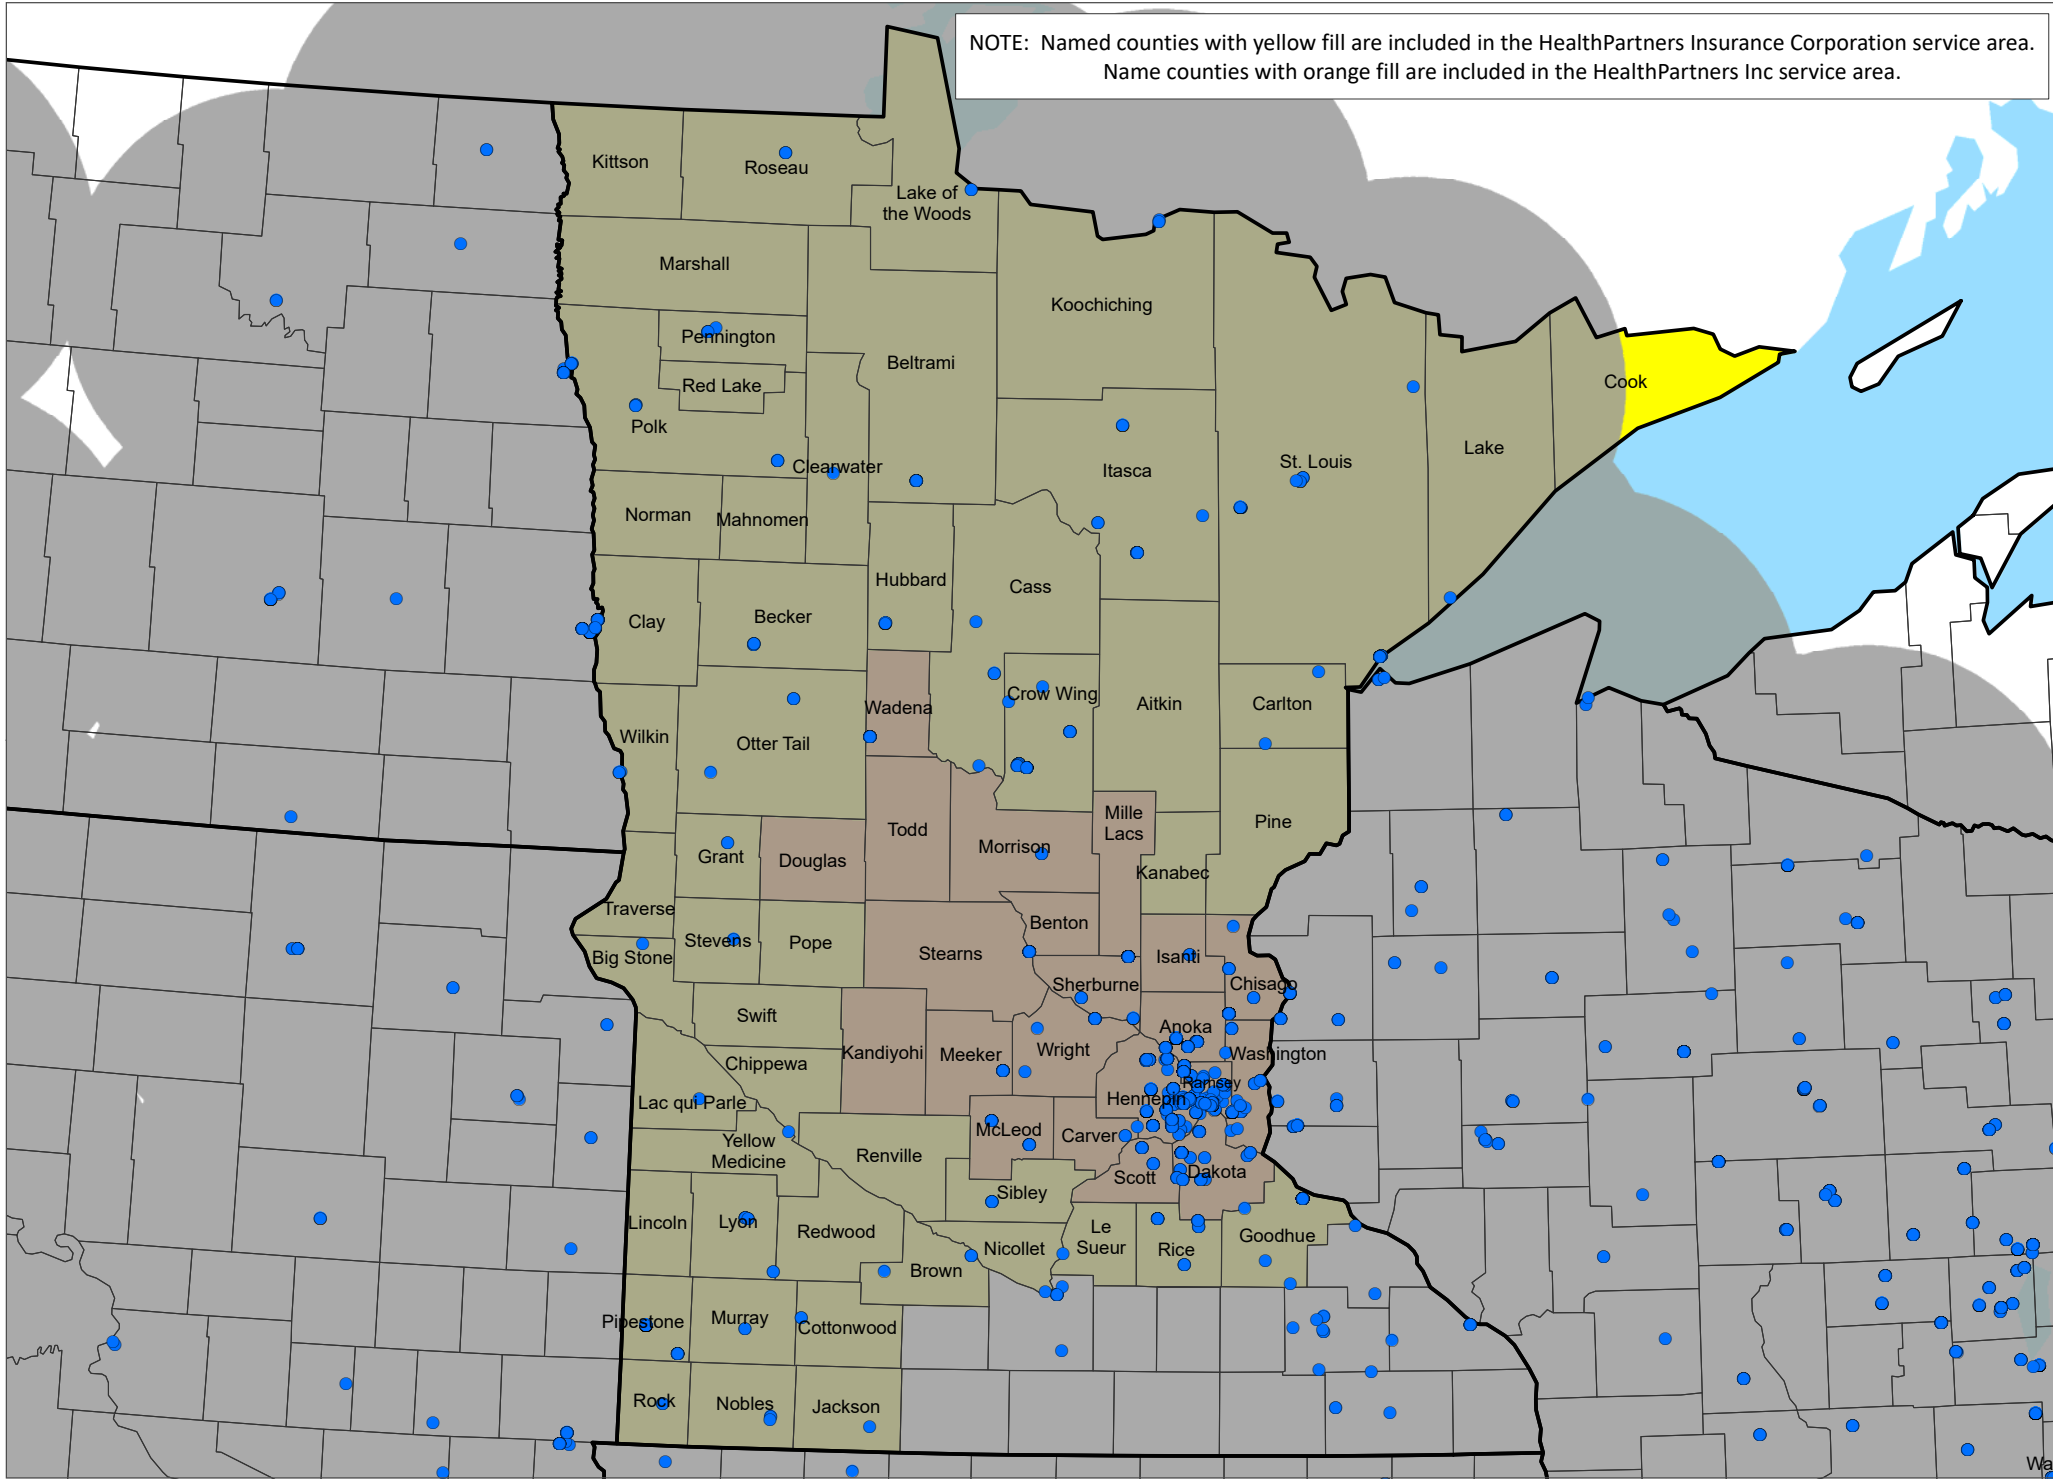 NOTE:  Named counties with yellow fill are included in the HealthPartners Insurance Corporation service area.
Name counties with orange fill are included in the HealthPartners Inc service area.
Kittson
Roseau
Lake of
the Woods
Marshall
Koochiching
Pennington
Beltrami
Red Lake
Cook
Polk
Clearwater
Itasca
St. Louis
Lake
Norman
Mahnomen
Hubbard
Cass
Clay
Becker
Wadena
Crow Wing
Aitkin
Carlton
Wilkin
Otter Tail
Mille
Lacs
Pine
Todd
Morrison
Grant
Douglas
Kanabec
Traverse
Benton
Stevens
Pope
Stearns
Big Stone
Isanti
Sherburne
Chisago
Swift
Anoka
Kandiyohi
Meeker
Wright
Washington
Chippewa
Ramsey
Hennepin
Lac qui Parle
McLeod
Carver
Yellow
Medicine
Renville
Scott
Dakota
Sibley
Lincoln
Lyon
Redwood
Le
Sueur
Nicollet
Rice
Goodhue
Brown
Pipestone
Murray
Cottonwood
Rock
Nobles
Jackson
Wa